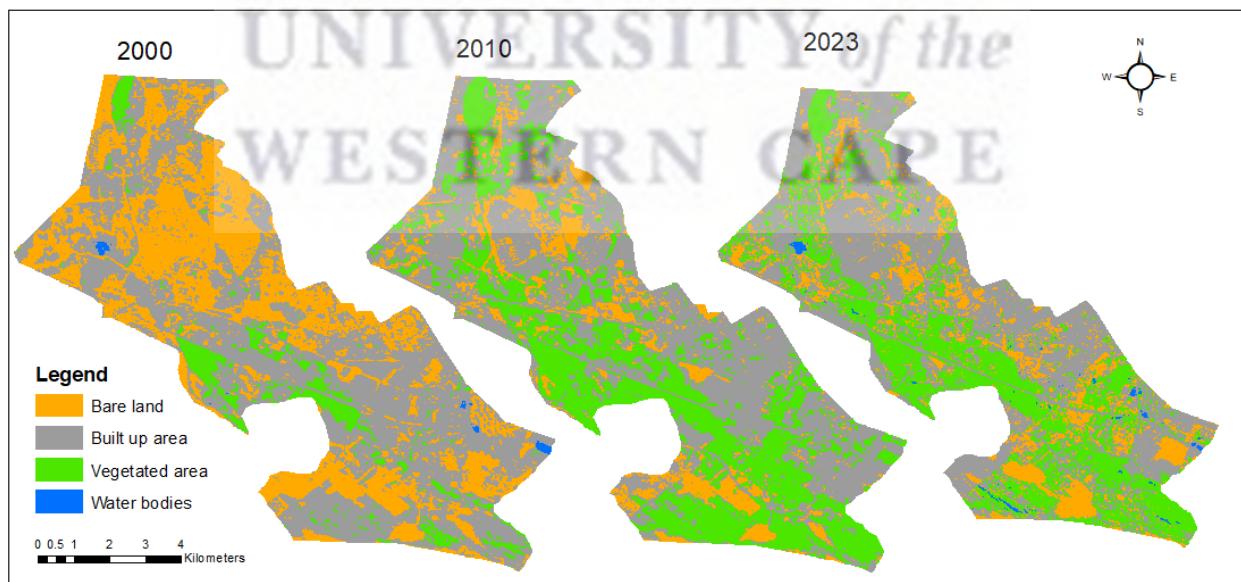 UNIVERSITY of the
WESTERN CAPE
2000
2010
2023
N
W E
S
Legend
Bare land
Built up area
Vegetated area
Water bodies
0 0.5 1 2 3 4
Kilometers